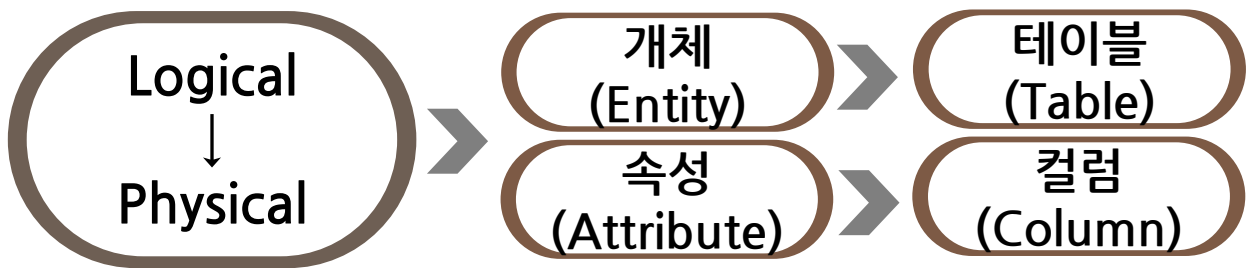 Logical
↓
Physical
개체
(Entity)
테이블
(Table)
속성
(Attribute)
컬럼
(Column)